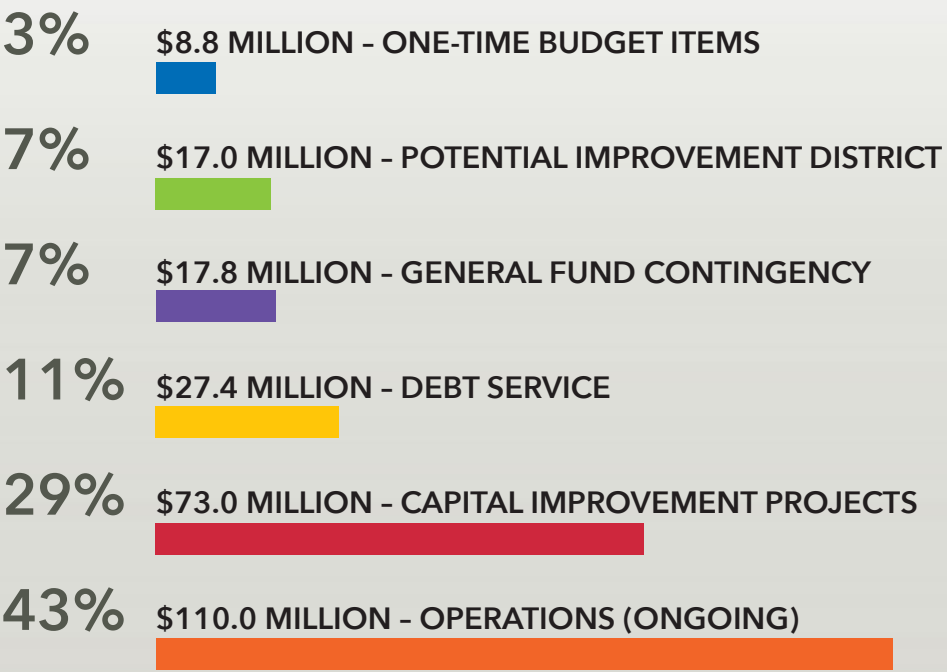 3% $8.8 MILLION – ONE-TIME BUDGET ITEMS
7% $17.0 MILLION – POTENTIAL IMPROVEMENT DISTRICT
7% $17.8 MILLION – GENERAL FUND CONTINGENCY
11% $27.4 MILLION – DEBT SERVICE
29% $73.0 MILLION – CAPITAL IMPROVEMENT PROJECTS
43% $110.0 MILLION – OPERATIONS (ONGOING)